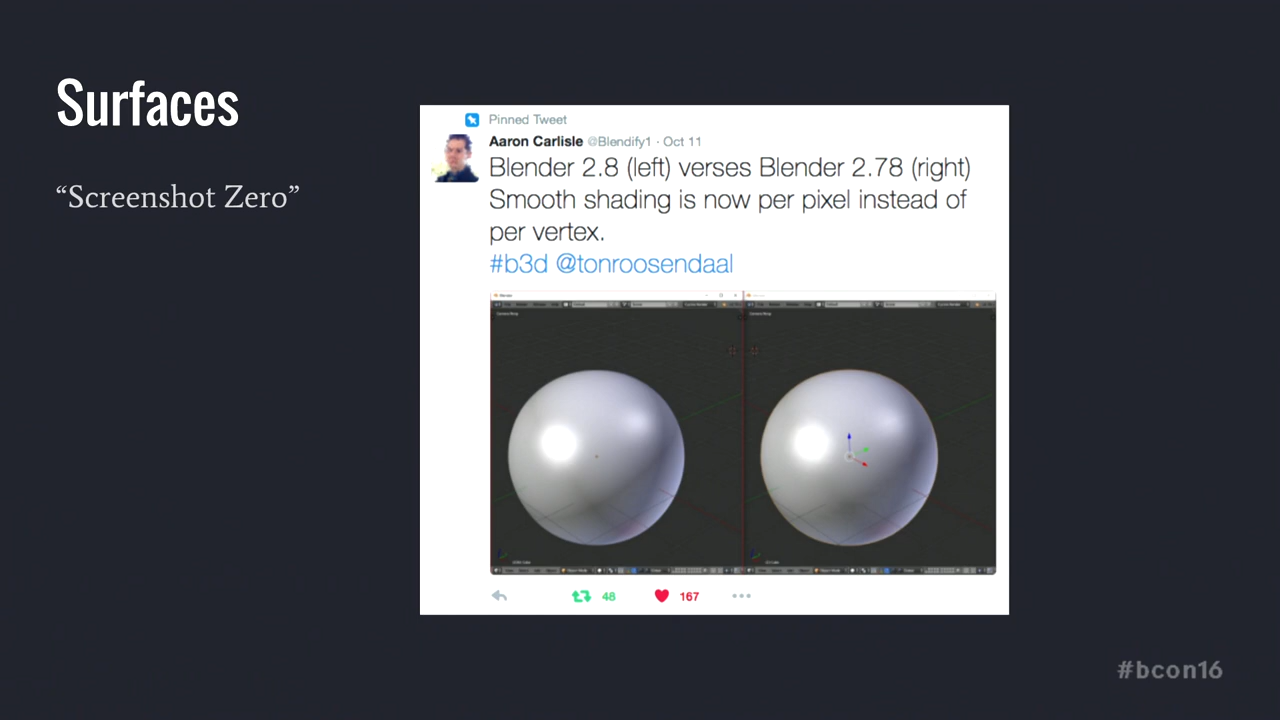 Surfaces
“Screenshot Zero”
Pinned Tweet
Aaron Carlisle @Blendify1 · Oct 11
Blender 2.8 (left) verses Blender 2.78 (right)
Smooth shading is now per pixel instead of
per vertex.
#b3d @tonroosendaal
48 167
#bcon16